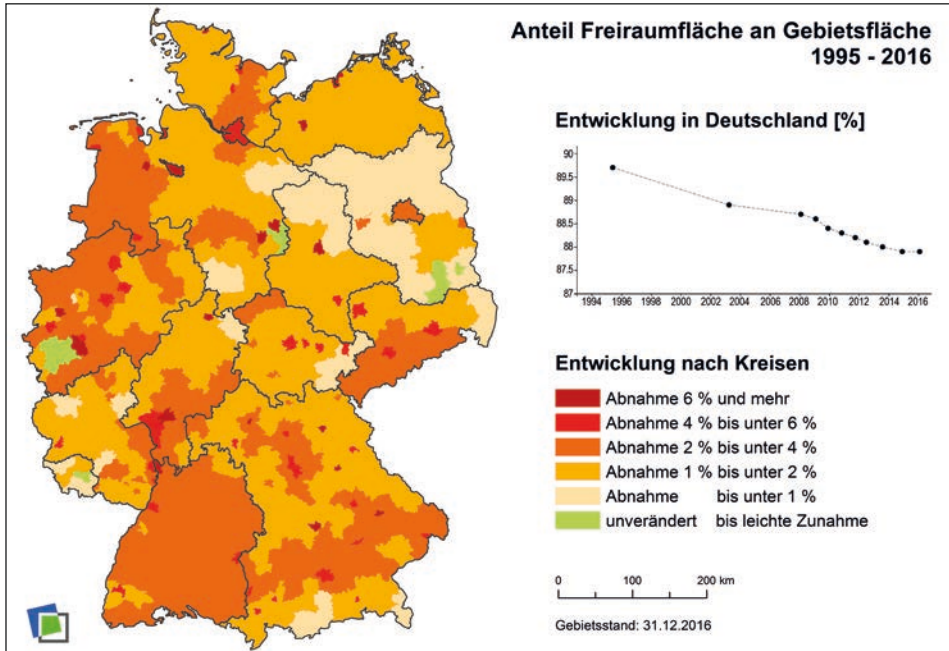 Anteil Freiraumfläche an Gebietsfläche
1995 - 2016
Entwicklung in Deutschland [%]
90
89.5
89
88.5
88
87.5
87
1994 1996 1998 2000 2002 2004 2006 2008 2010 2012 2014 2016
Entwicklung nach Kreisen
Abnahme 6 % und mehr
Abnahme 4 % bis unter 6 %
Abnahme 2 % bis unter 4 %
Abnahme 1 % bis unter 2 %
Abnahme bis unter 1 %
unverändert bis leichte Zunahme
0 100 200 km
Gebietsstand: 31.12.2016